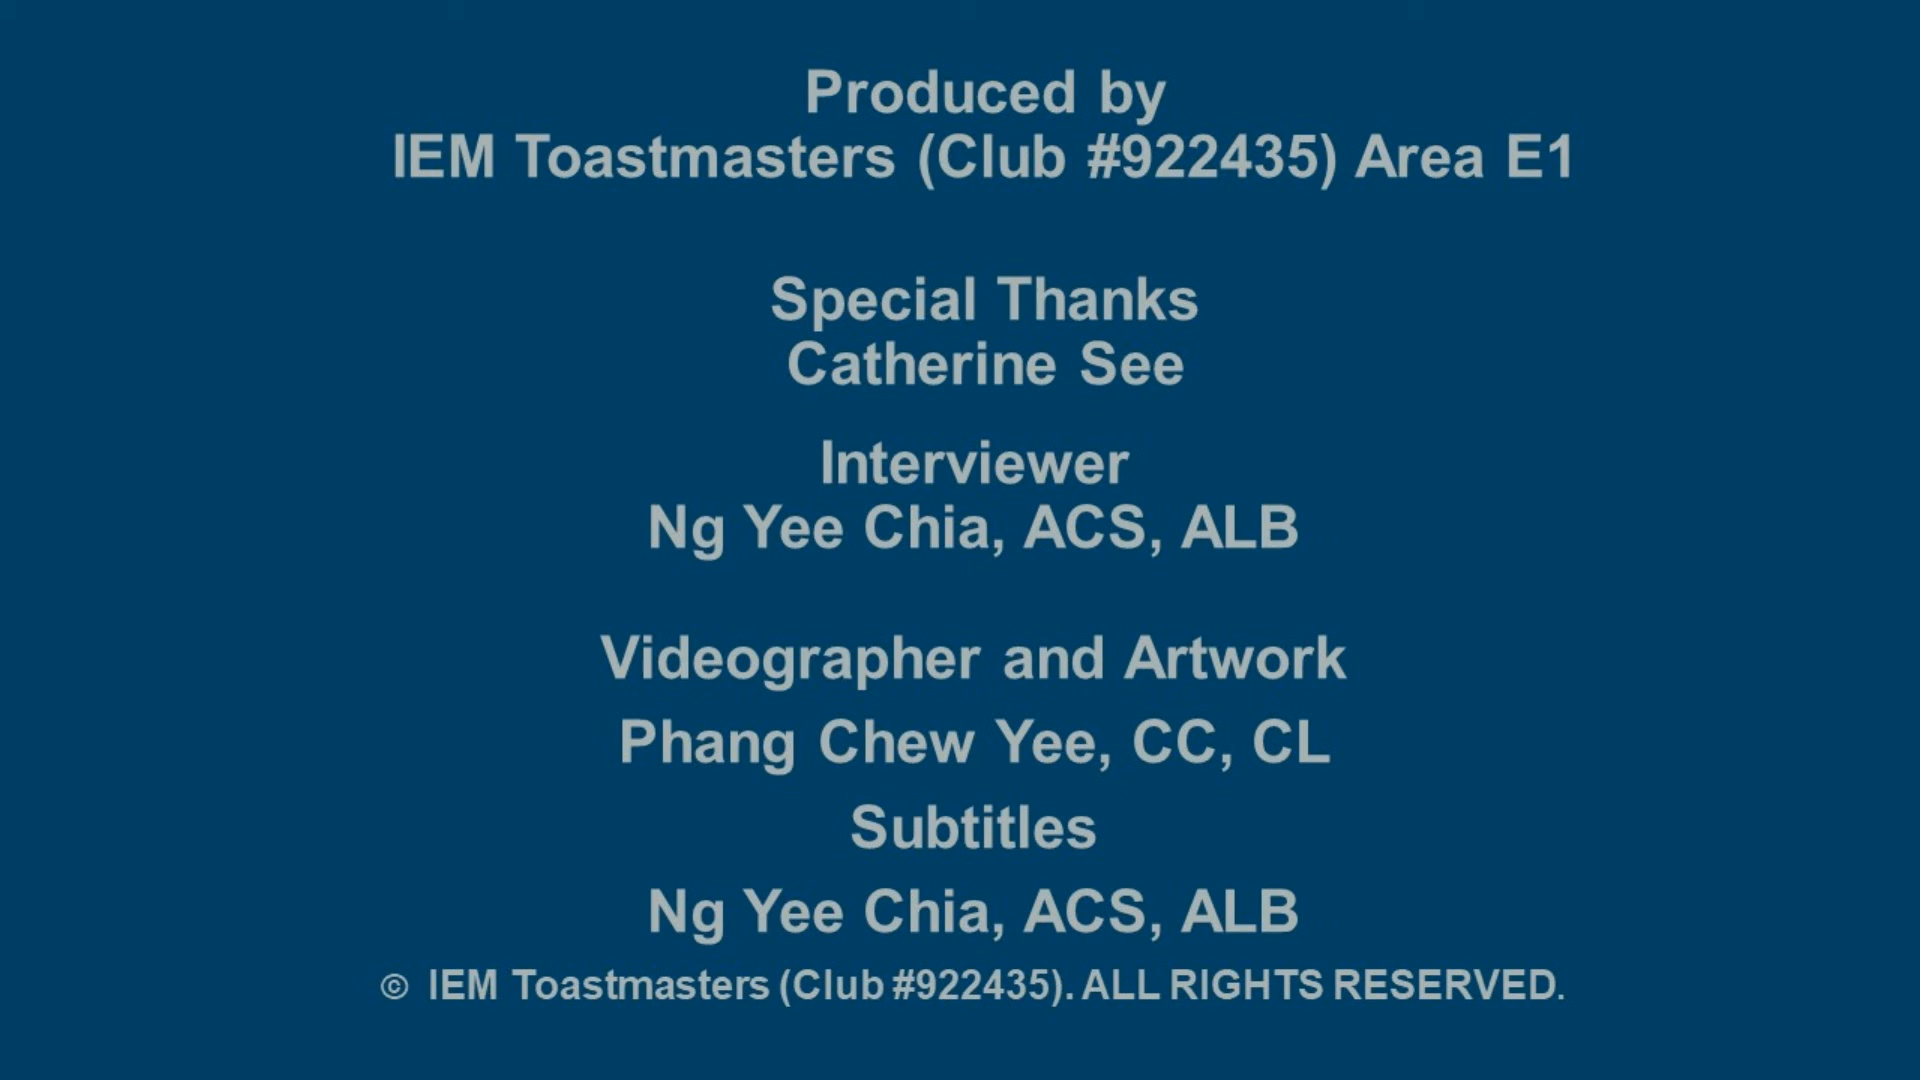 Produced by
IEM Toastmasters (Club #922435) Area E1
Special Thanks
Catherine See
Interviewer
Ng Yee Chia, ACS, ALB
Videographer and Artwork
Phang Chew Yee, CC, CL
Subtitles
Ng Yee Chia, ACS, ALB
© IEM Toastmasters (Club #922435). ALL RIGHTS RESERVED.